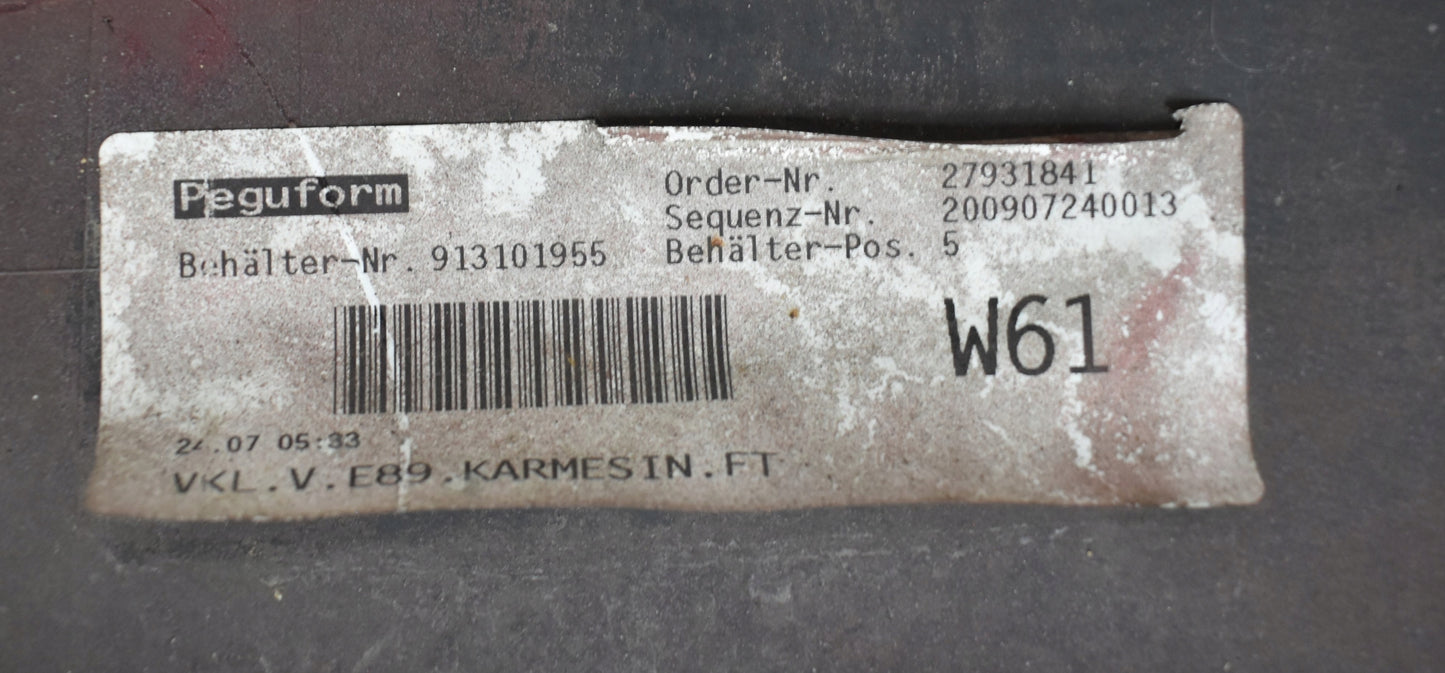 Peguform
Order-Nr. 27931841
Sequenz-Nr. 200907240013
Behälter-Nr. 913101955
Behälter-Pos. 5
W61
24.07 05:33
VKL.V.E89.KARMESIN.FT